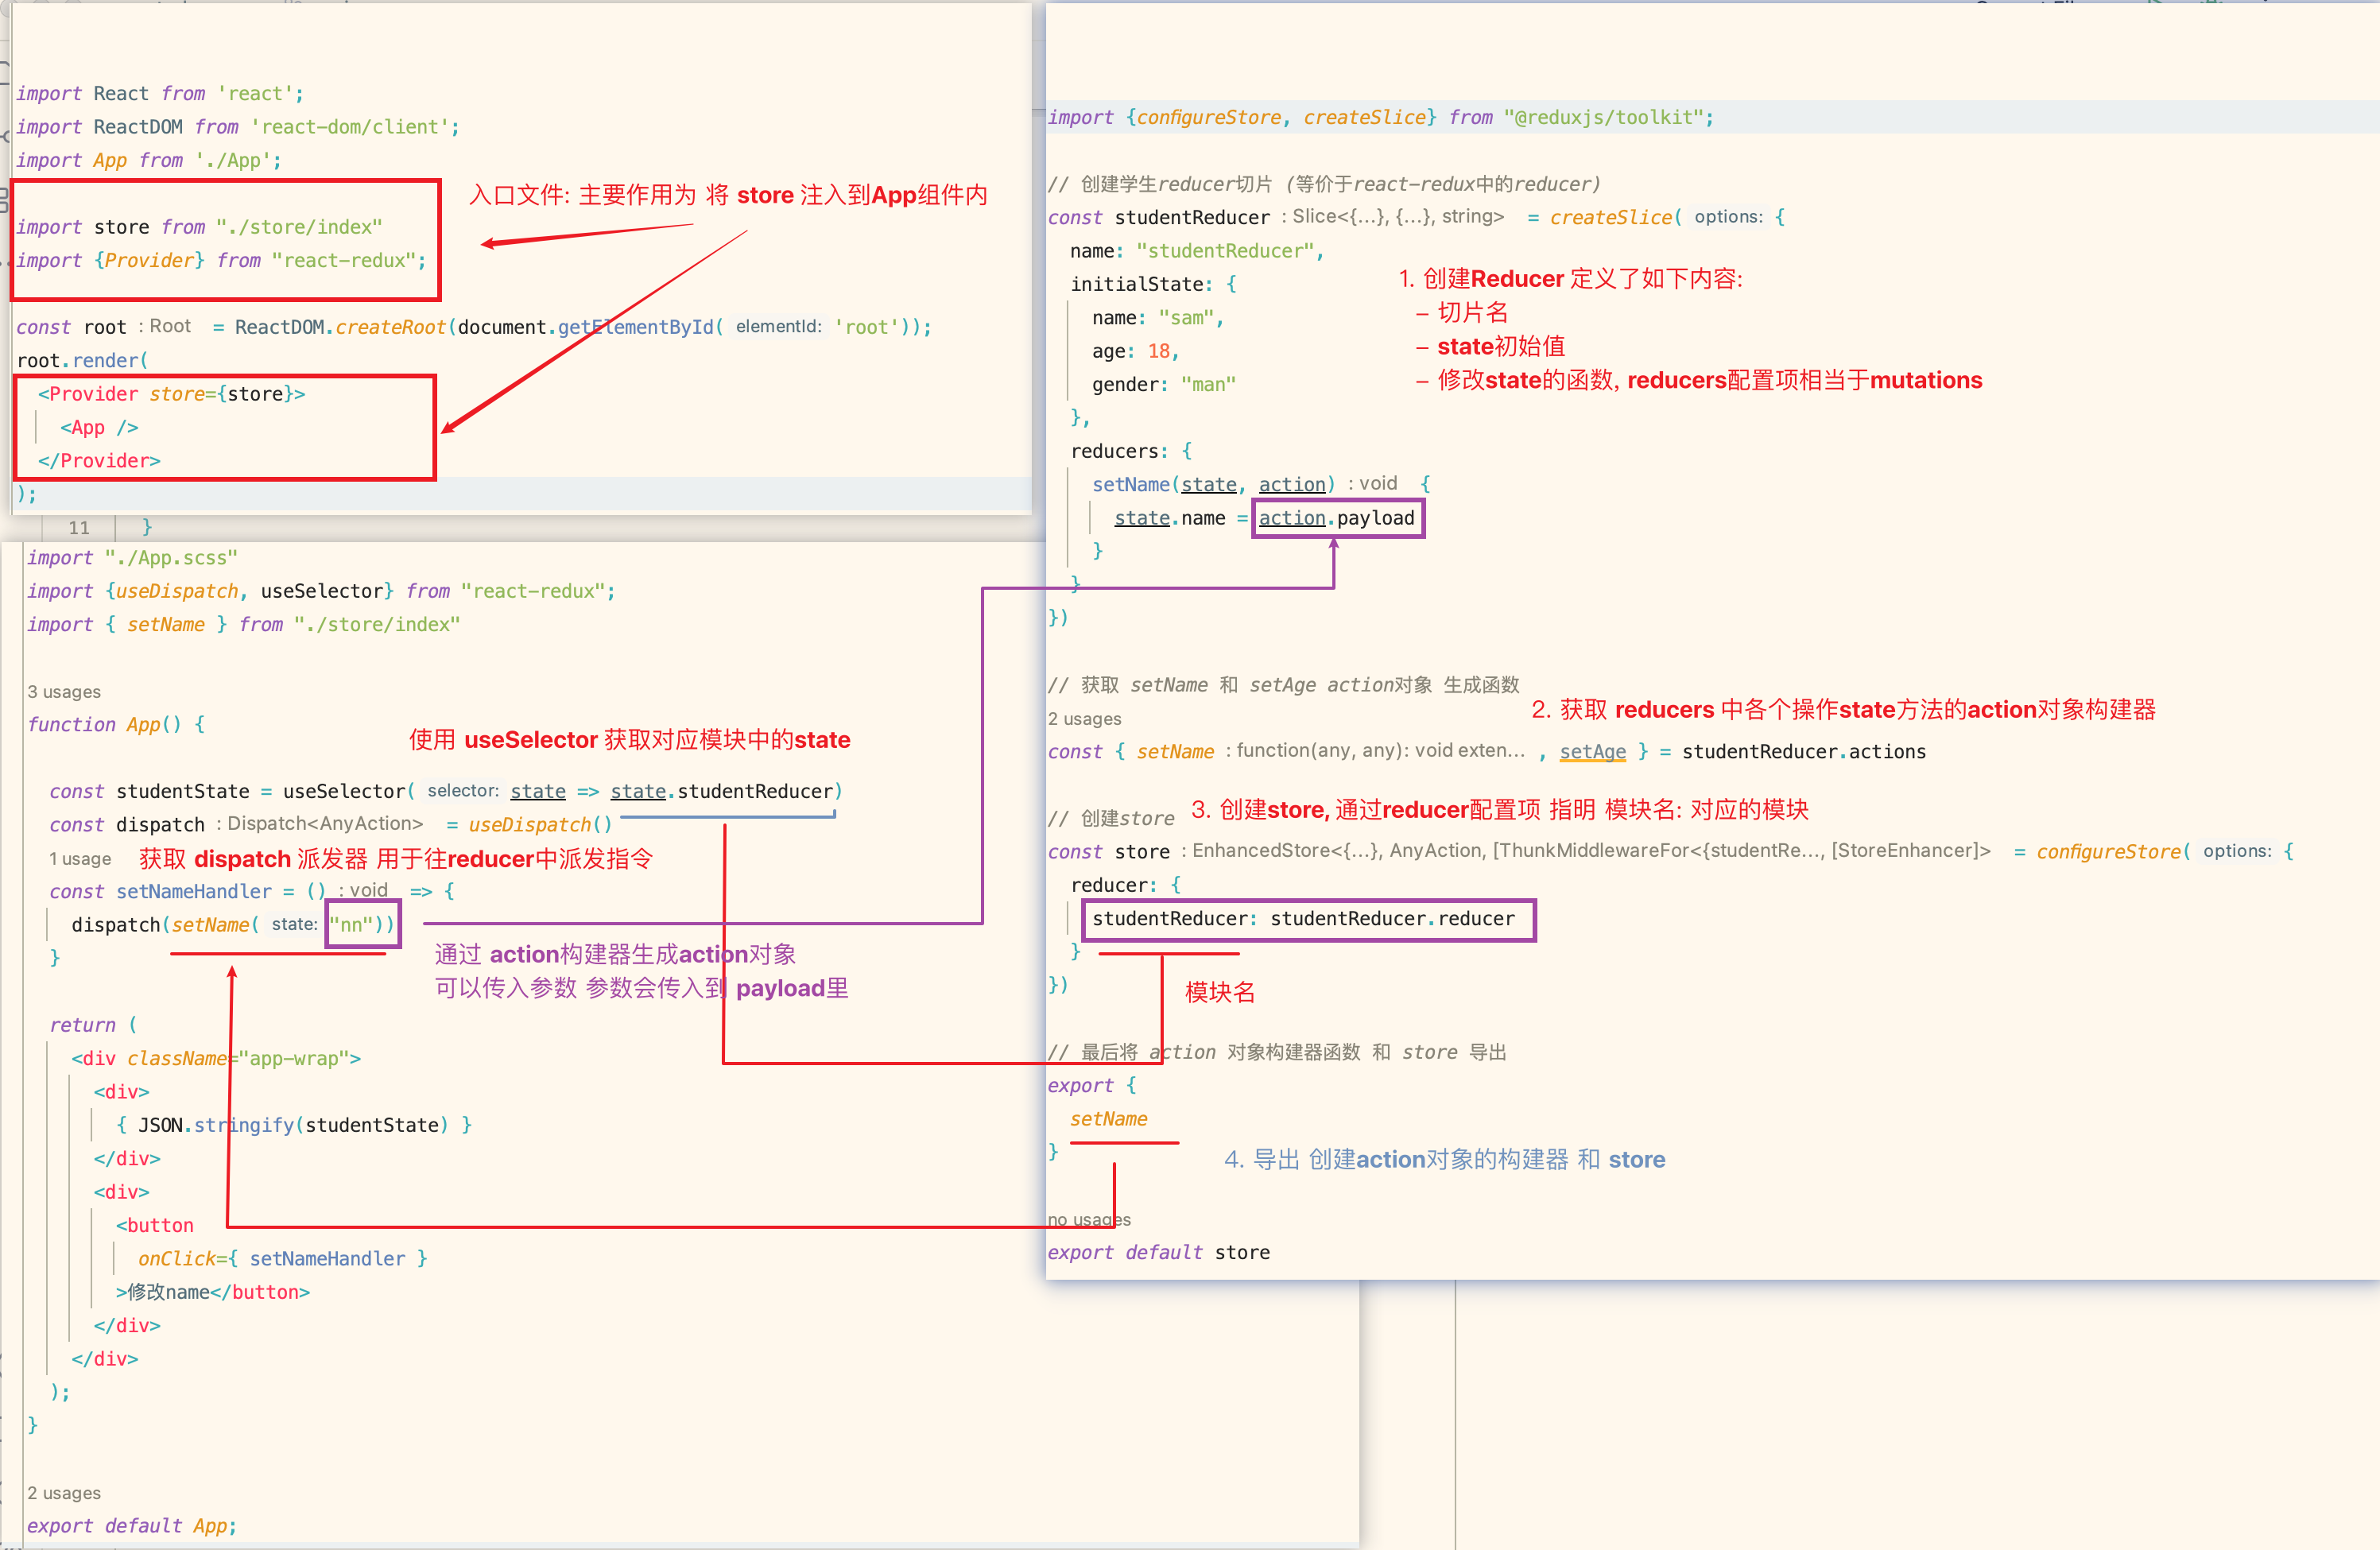 import React from 'react';
import ReactDOM from 'react-dom/client';
import App from './App';
入口文件: 主要作用为 将 store 注入到App组件内
import store from "./store/index"
import {Provider} from "react-redux";
const root : Root = ReactDOM.createRoot(document.getElementById( elementId: 'root'));
root.render(
<Provider store={store}>
<App />
</Provider>
);
11 }
import "./App.scss"
import {useDispatch, useSelector} from "react-redux";
import { setName } from "./store/index"
3 usages
function App() {
使用 useSelector 获取对应模块中的state
const studentState = useSelector( selector: state => state.studentReducer)
const dispatch : Dispatch<AnyAction> = useDispatch()
1 usage 获取 dispatch 派发器 用于往reducer中派发指令
const setNameHandler = () : void => {
dispatch(setName( state: "nn"))
}
通过 action构建器生成action对象
可以传入参数 参数会传入到 payload里
return (
<div className="app-wrap">
<div>
{ JSON.stringify(studentState) }
</div>
<div>
<button
onClick={ setNameHandler }
>修改name</button>
</div>
</div>
);
}
2 usages
export default App;
import {configureStore, createSlice} from "@reduxjs/toolkit";
// 创建学生reducer切片 (等价于react-redux中的reducer)
const studentReducer : Slice<{...}, {...}, string> = createSlice( options: {
name: "studentReducer",
initialState: {
name: "sam",
age: 18,
gender: "man"
},
1. 创建Reducer 定义了如下内容:
– 切片名
– state初始值
– 修改state的函数, reducers配置项相当于mutations
reducers: {
setName(state, action) : void {
state.name = action.payload
}
}
})
// 获取 setName 和 setAge action对象 生成函数
2 usages
2. 获取 reducers 中各个操作state方法的action对象构建器
const { setName : function(any, any): void exten... , setAge } = studentReducer.actions
// 创建store 3. 创建store, 通过reducer配置项 指明 模块名: 对应的模块
const store : EnhancedStore<{...}, AnyAction, [ThunkMiddlewareFor<{studentRe..., [StoreEnhancer]> = configureStore( options: {
reducer: {
studentReducer: studentReducer.reducer
}
})
模块名
// 最后将 action 对象构建器函数 和 store 导出
export {
setName
}
4. 导出 创建action对象的构建器 和 store
no usages
export default store